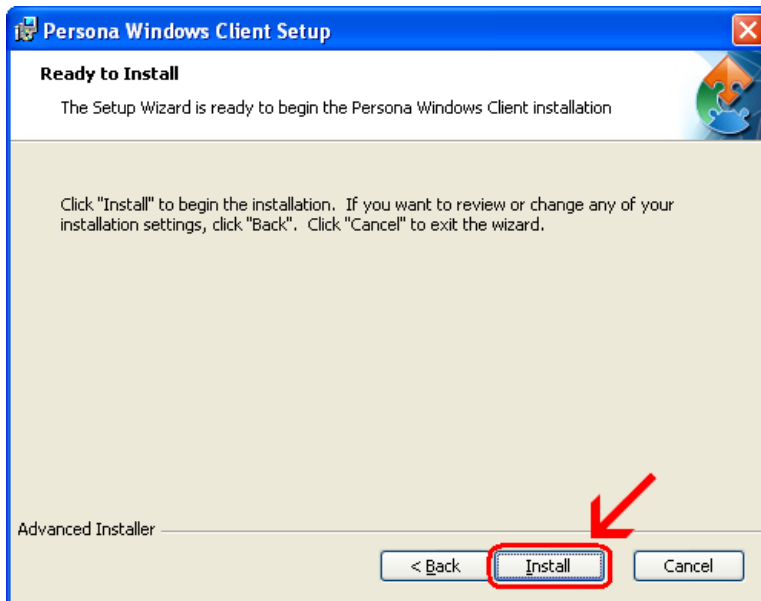 Persona Windows Client Setup
Ready to Install
The Setup Wizard is ready to begin the Persona Windows Client installation
Click "Install" to begin the installation.  If you want to review or change any of your
installation settings, click "Back".  Click "Cancel" to exit the wizard.
Advanced Installer
< Back Install Cancel